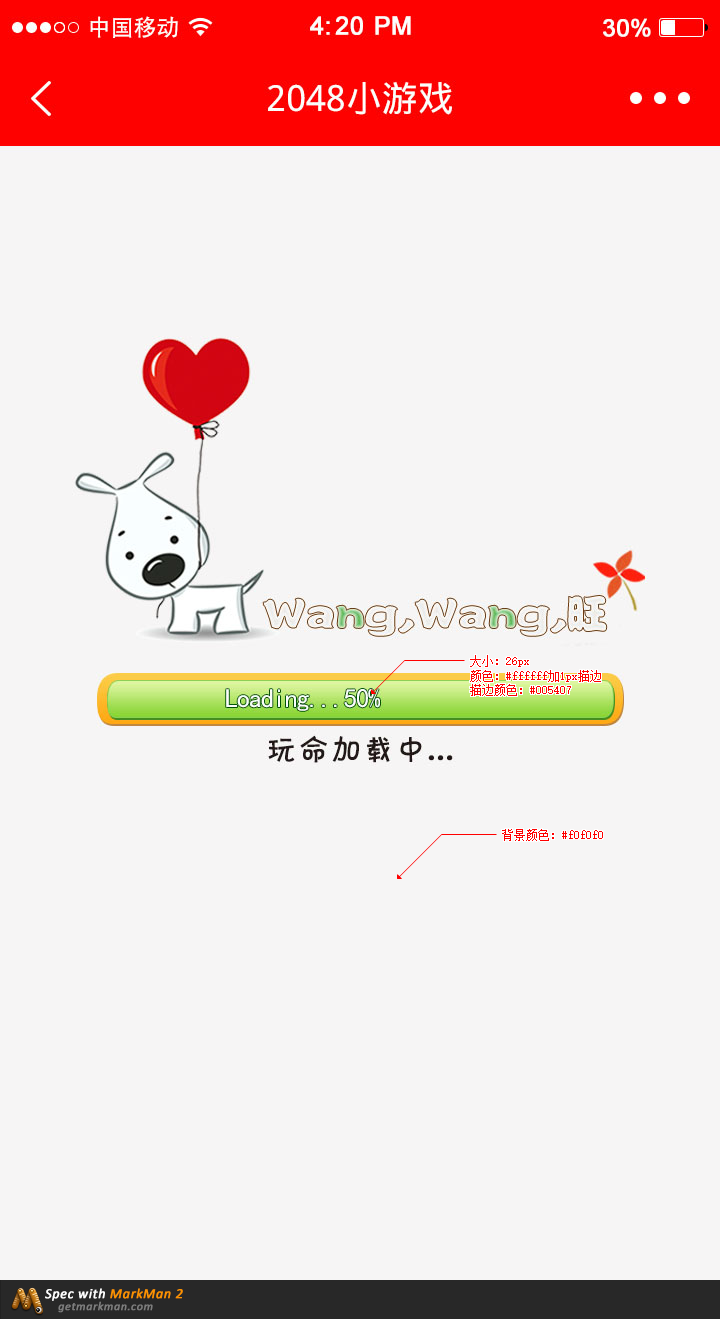 中国移动
4:20 PM
30%
2048小游戏
Wang,Wang,旺
大小：26px
颜色：#ffffff加1px描边
描边颜色：#005407
Loading...50%
玩命加载中...
背景颜色：#f0f0f0
Spec with MarkMan 2
getmarkman.com